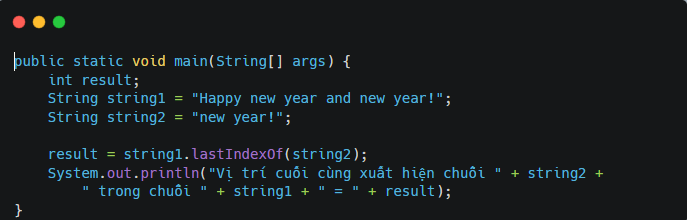 public static void main(String[] args) {
    int result;
    String string1 = "Happy new year and new year!";
    String string2 = "new year!";

    result = string1.lastIndexOf(string2);
    System.out.println("Vị trí cuối cùng xuất hiện chuỗi " + string2 +
        " trong chuỗi " + string1 + " = " + result);
}